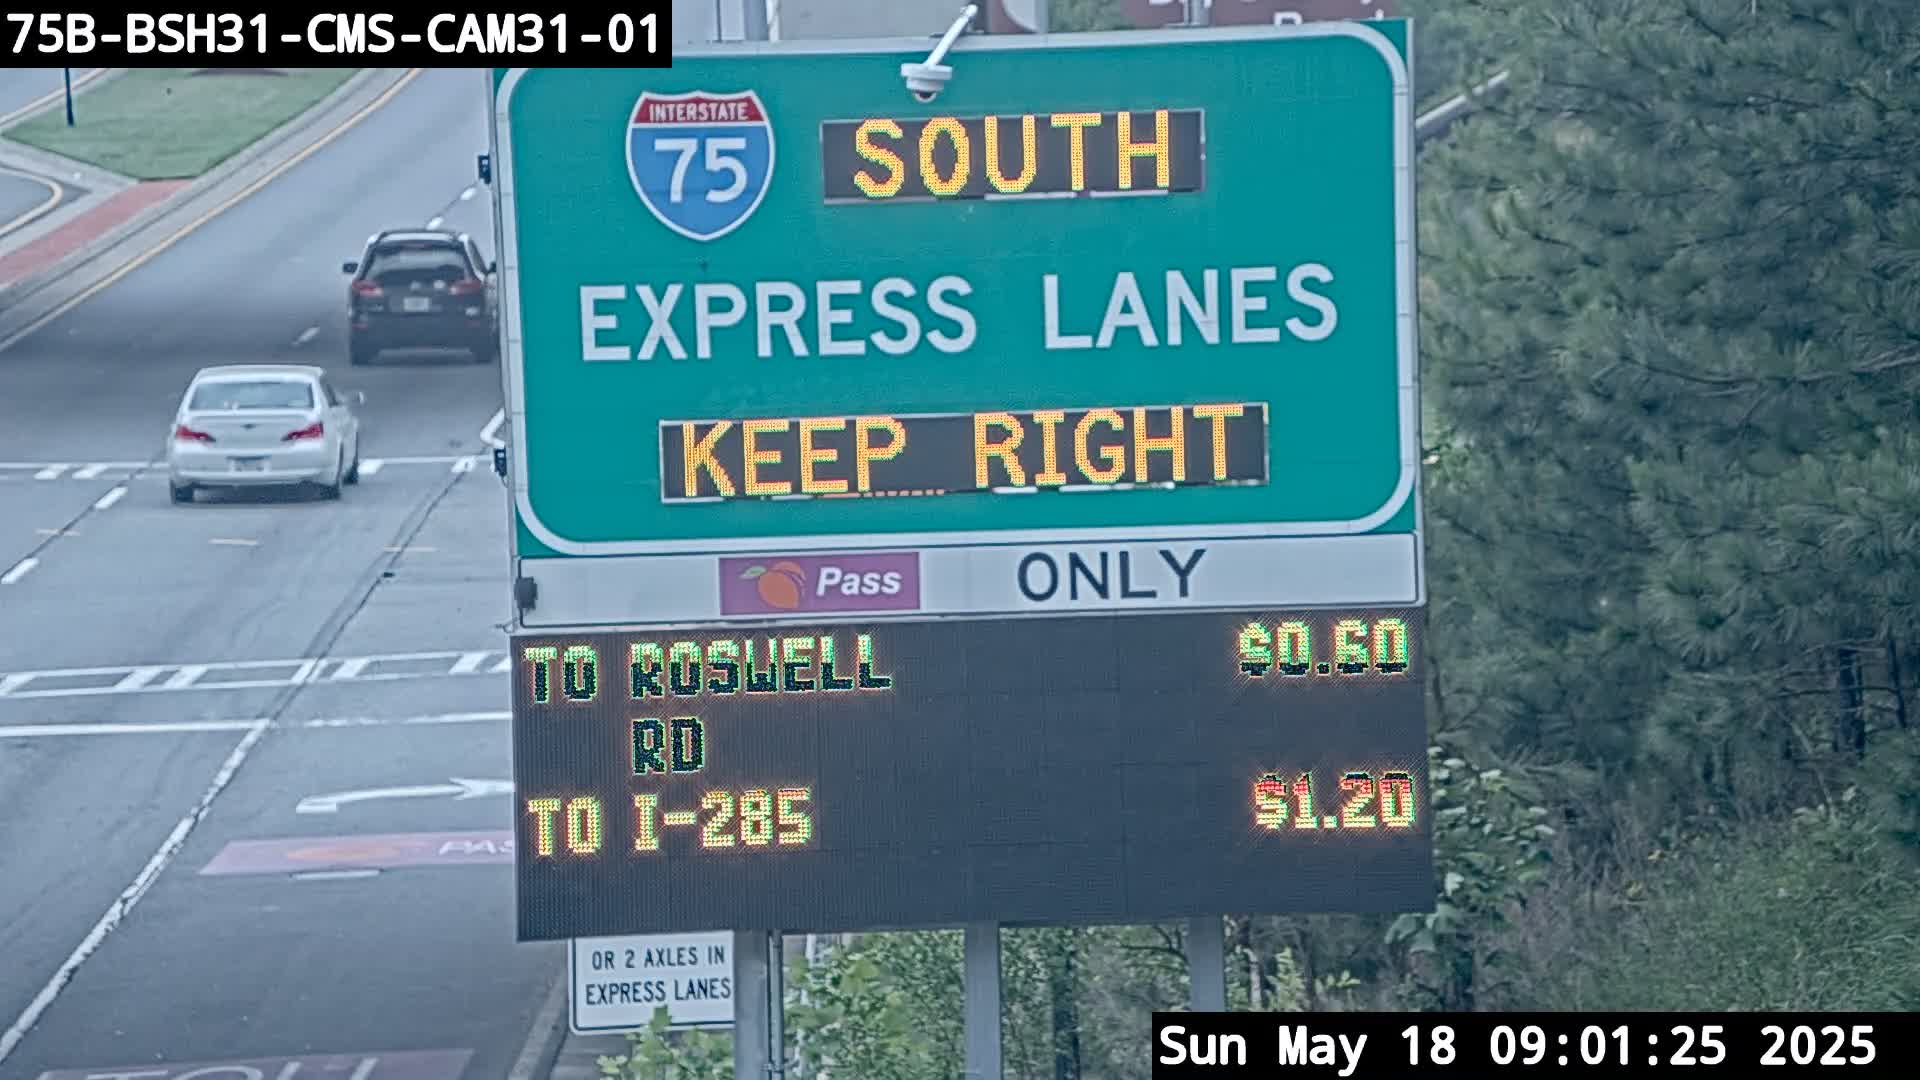 75B-BSH31-CMS-CAM31-01
INTERSTATE
75
SOUTH
EXPRESS LANES
KEEP RIGHT
Pass ONLY
TO ROSWELL $0.60
RD
TO I-285 $1.20
OR 2 AXLES IN
EXPRESS LANES
Sun May 18 09:01:25 2025